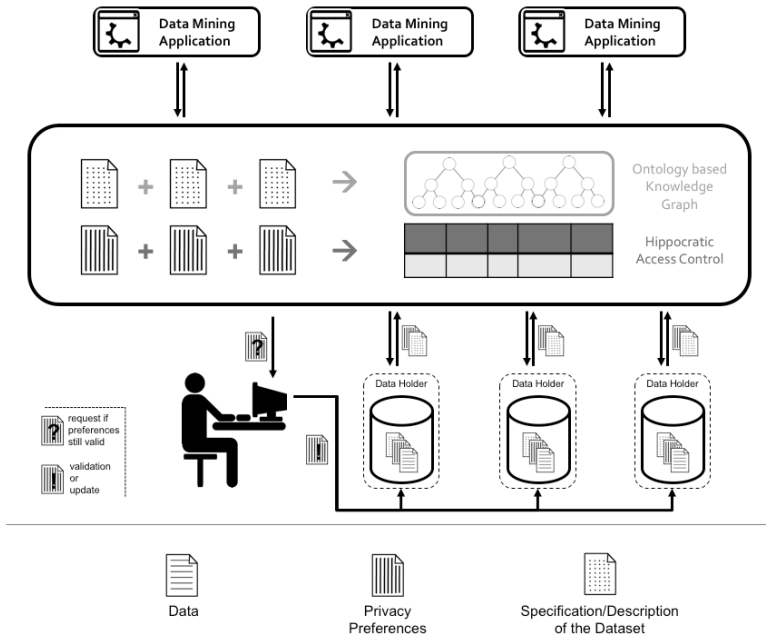 Data Mining
Application
Data Mining
Application
Data Mining
Application
Ontology based
Knowledge
Graph
Hippocratic
Access Control
?
Data Holder
Data Holder
Data Holder
?
request if
preferences
still valid
!
validation
or
update
!
Data
Privacy
Preferences
Specification/Description
of the Dataset